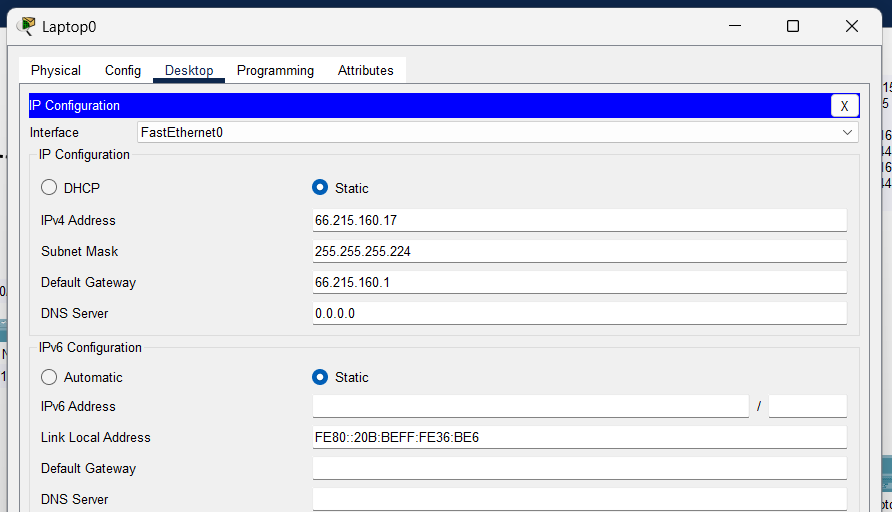 Laptop0
Physical Config Desktop Programming Attributes
IP Configuration X
Interface FastEthernet0
IP Configuration
DHCP Static
IPv4 Address 66.215.160.17
Subnet Mask 255.255.255.224
Default Gateway 66.215.160.1
DNS Server 0.0.0.0
IPv6 Configuration
Automatic Static
IPv6 Address /
Link Local Address FE80::20B:BEFF:FE36:BE6
Default Gateway
DNS Server